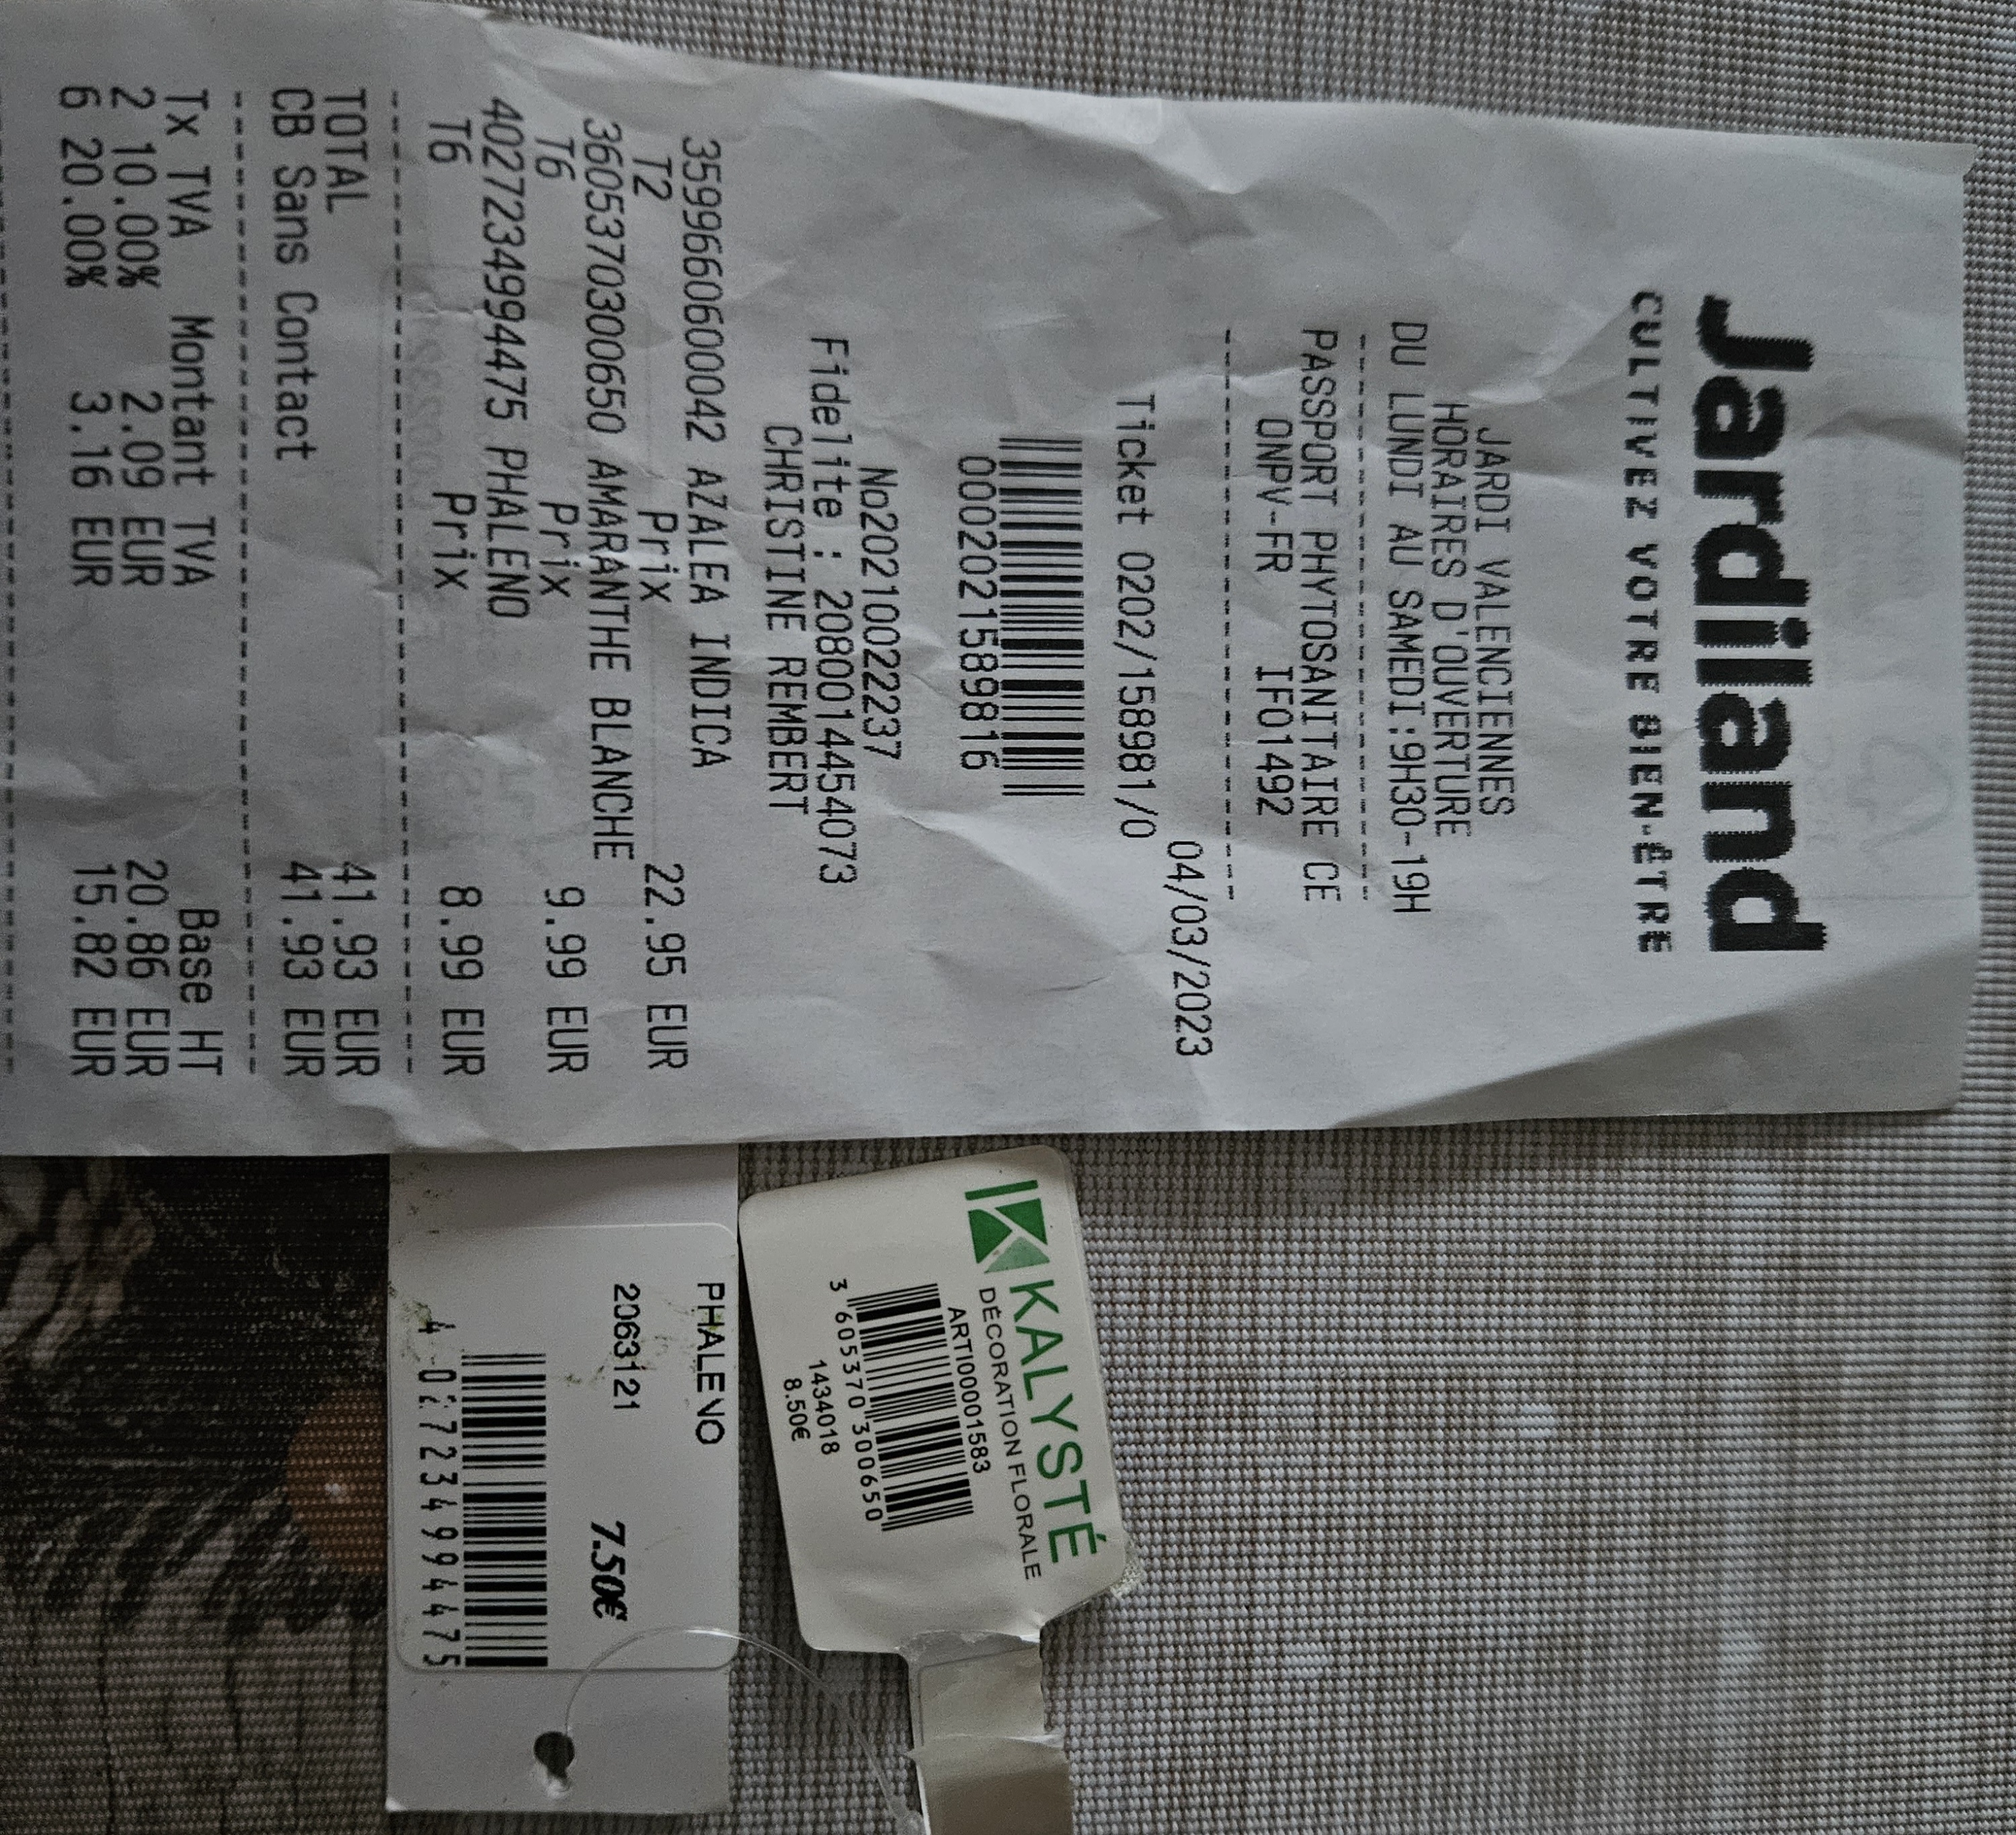 Jardiland
CULTIVEZ VOTRE BIEN-ÊTRE
JARDI VALENCIENNES
HORAIRES D'OUVERTURE
DU LUNDI AU SAMEDI:9H30-19H
--------------------------
PASSPORT PHYTOSANITAIRE CE
ONPV-FR IF01492
--------------------------
04/03/2023
Ticket 0202/158981/0
0002021589816
No2021002237
Fidelite : 2080014454073
CHRISTINE REMBERT
3599660600042 AZALEA INDICA
T2 Prix 22.95 EUR
3605370300650 AMARANTHE BLANCHE
T6 Prix 9.99 EUR
4027234994475 PHALENO
T6 Prix 8.99 EUR
------------------------------------------
TOTAL 41.93 EUR
CB Sans Contact 41.93 EUR
------------------------------------------
Tx TVA Montant TVA Base HT
2 10.00% 2.09 EUR 20.86 EUR
6 20.00% 3.16 EUR 15.82 EUR
------------------------------------------
KALYSTÉ
DÉCORATION FLORALE
ARTI000001583
3 605370 300650
1434018
8.50€
PHALENO
2063121 7.50€
4 027234994475